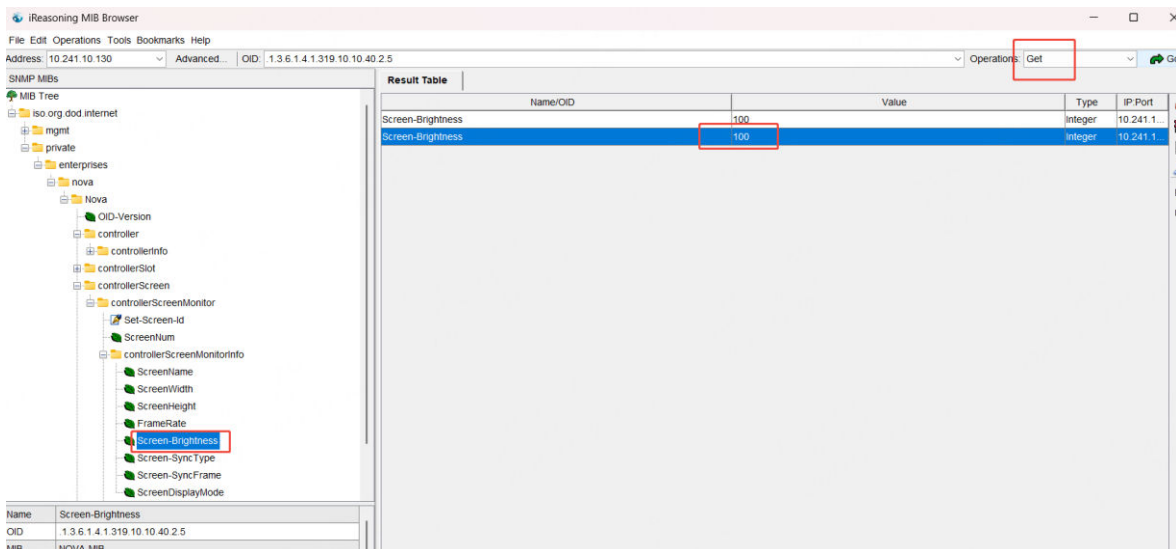 iReasoning MIB Browser
File Edit Operations Tools Bookmarks Help
Address: 10.241.10.130 Advanced... OID: .1.3.6.1.4.1.319.10.10.40.2.5 Operations: Get Go
SNMP MIBs
Result Table
MIB Tree
Name/OID Value Type IP:Port
iso.org.dod.internet
Screen-Brightness 100 Integer 10.241.1...
mgmt
Screen-Brightness 100 Integer 10.241.1...
private
enterprises
nova
Nova
OID-Version
controller
controllerInfo
controllerSlot
controllerScreen
controllerScreenMonitor
Set-Screen-Id
ScreenNum
controllerScreenMonitorInfo
ScreenName
ScreenWidth
ScreenHeight
FrameRate
Screen-Brightness
Screen-SyncType
Screen-SyncFrame
ScreenDisplayMode
Name Screen-Brightness
OID .1.3.6.1.4.1.319.10.10.40.2.5
MIB NOVA-MIB